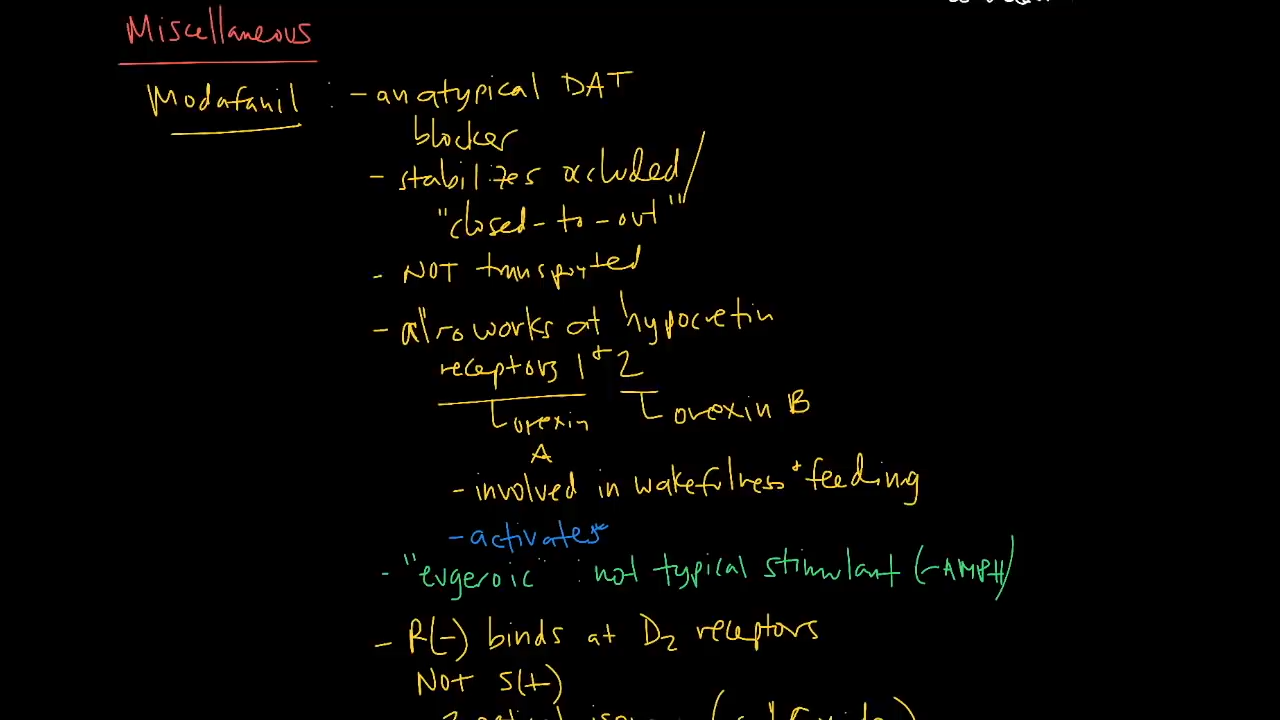 Miscellaneous
Modafanil : - an atypical DAT
blocker
- stabilizes occluded /
"closed-to-out"
- NOT transported
- also works at hypocretin
receptors 1 + 2
orexin A
orexin B
- involved in wakefulness + feeding
- activates
- "eugeroic" : not typical stimulant (-AMPH)
- R(-) binds at D2 receptors
NOT S(+)